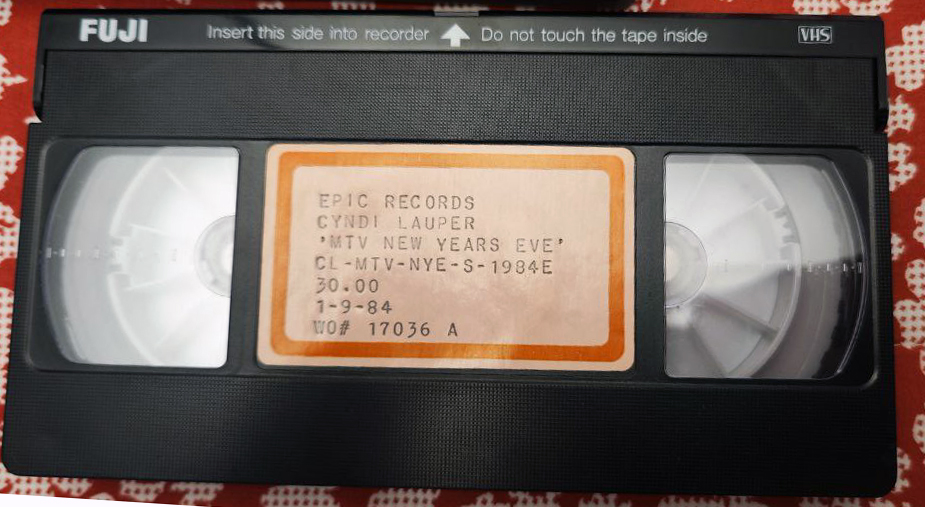 FUJI Insert this side into recorder Do not touch the tape inside VHS
EPIC RECORDS
CYNDI LAUPER
'MTV NEW YEARS EVE'
CL-MTV-NYE-S-1984E
30.00
1-9-84
WO# 17036 A